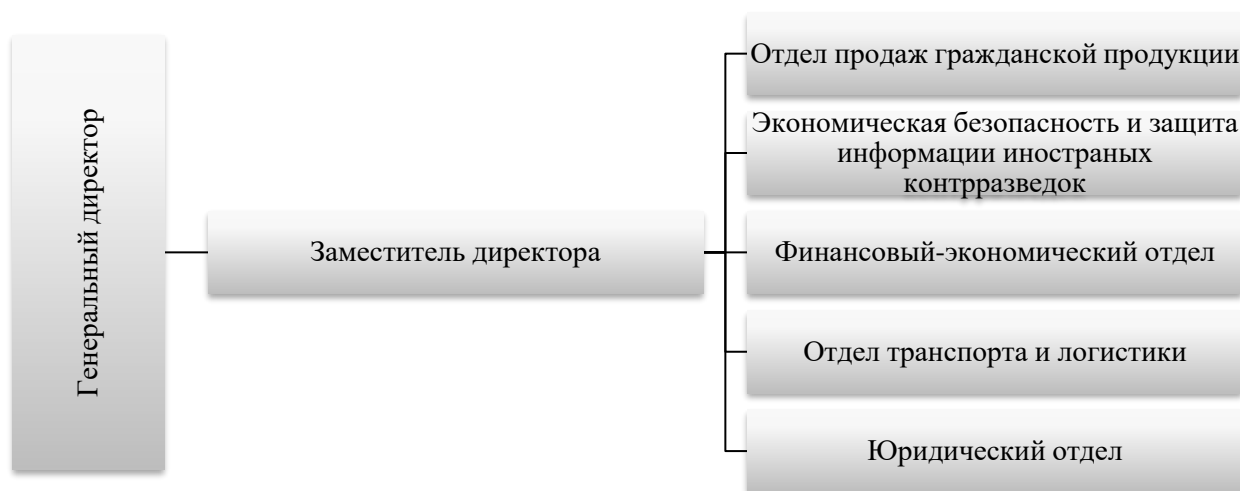 Генеральный директор
Заместитель директора
Отдел продаж гражданской продукции
Экономическая безопасность и защита
информации иностраных
контрразведок
Финансовый-экономический отдел
Отдел транспорта и логистики
Юридический отдел